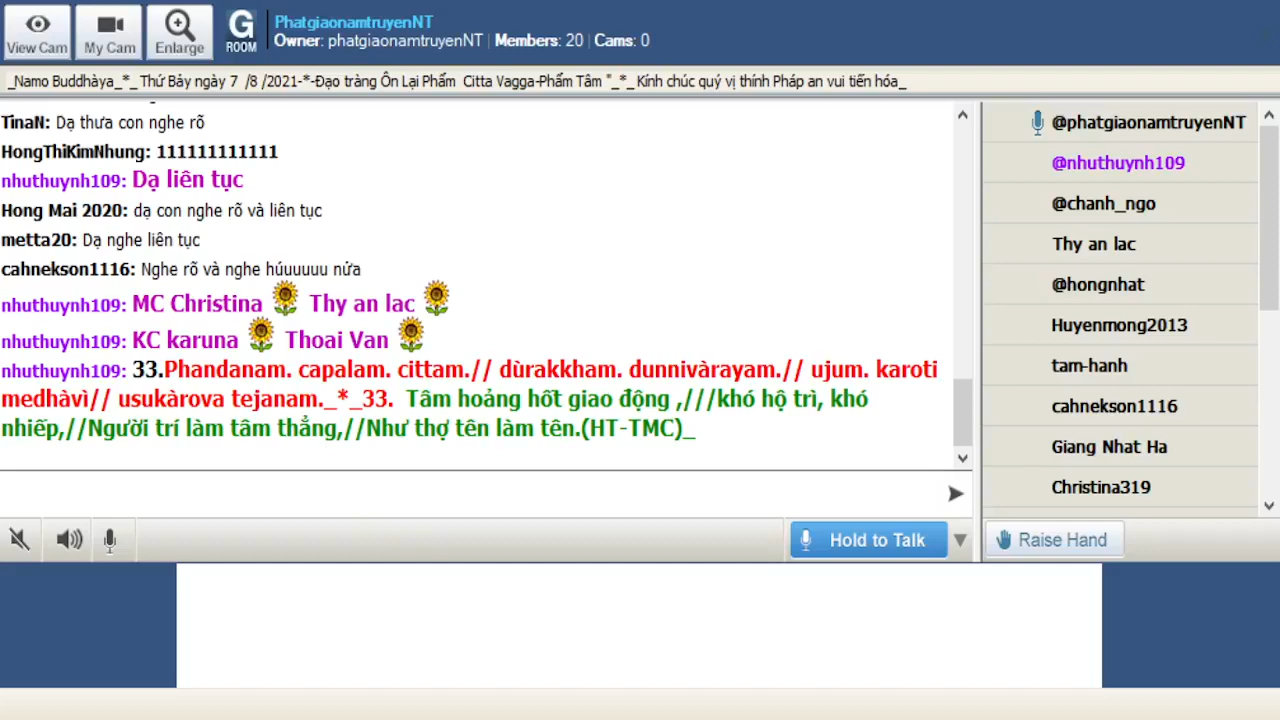 View Cam
My Cam
Enlarge
G
ROOM
PhatgiaonamtruyenNT
Owner: phatgiaonamtruyenNT | Members: 20 | Cams: 0
_Namo Buddhàya_*_ Thứ Bảy ngày 7 /8 /2021-*-Đạo tràng Ôn Lại Phẩm Citta Vagga-Phẩm Tâm "_*_ Kính chúc quý vị thính Pháp an vui tiến hóa_
TinaN: Dạ thưa con nghe rõ
HongThiKimNhung: 111111111111
nhuthuynh109: Dạ liên tục
Hong Mai 2020: dạ con nghe rõ và liên tục
metta20: Dạ nghe liên tục
cahnekson1116: Nghe rõ và nghe húuuuuu nứa
nhuthuynh109: MC Christina Thy an lac
nhuthuynh109: KC karuna Thoai Van
nhuthuynh109: 33.Phandanam. capalam. cittam.// dùrakkham. dunnivàrayam.// ujum. karoti
medhàvì// usukàrova tejanam._*_33. Tâm hoảng hốt giao động ,///khó hộ trì, khó
nhiếp,//Người trí làm tâm thẳng,//Như thợ tên làm tên.(HT-TMC)_
Hold to Talk
@phatgiaonamtruyenNT
@nhuthuynh109
@chanh_ngo
Thy an lac
@hongnhat
Huyenmong2013
tam-hanh
cahnekson1116
Giang Nhat Ha
Christina319
Raise Hand